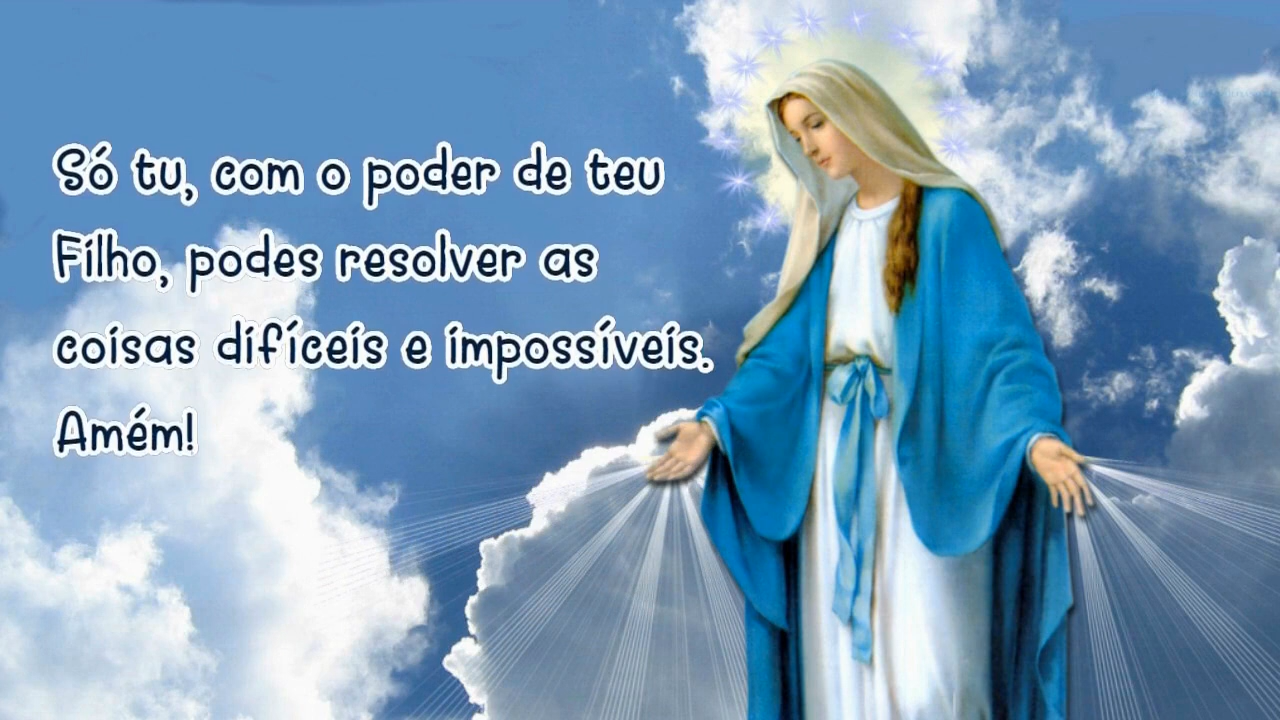 Só tu, com o poder de teu
Filho, podes resolver as
coisas difíceis e impossíveis.
Amém!